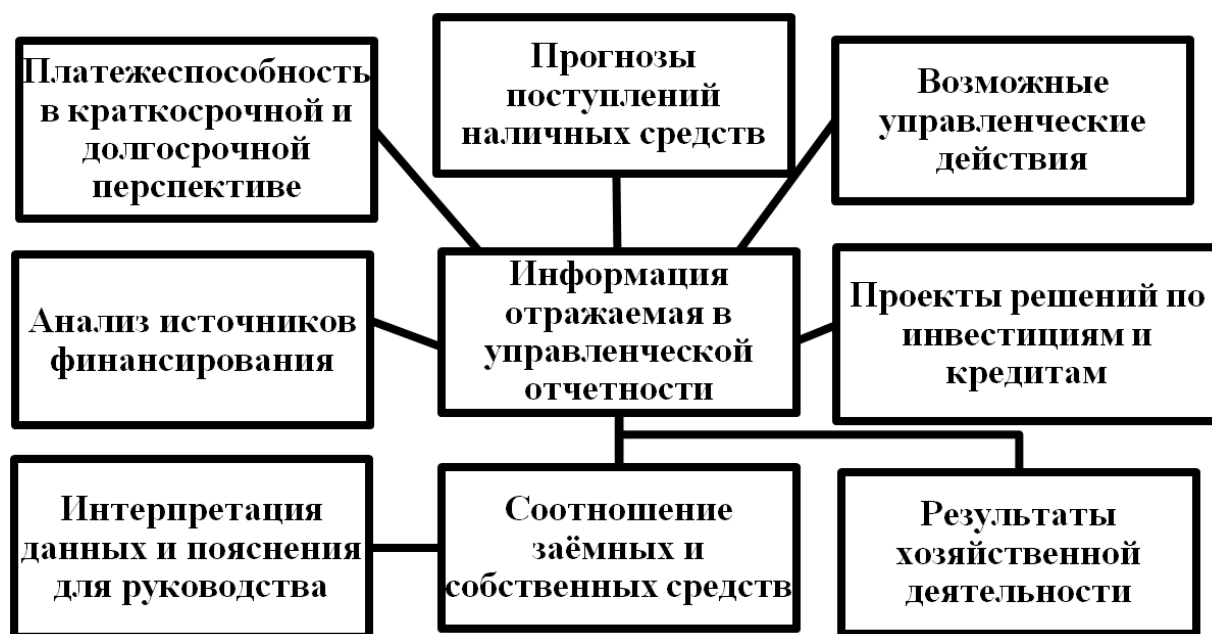 Платежеспособность
в краткосрочной и
долгосрочной
перспективе
Прогнозы
поступлений
наличных средств
Возможные
управленческие
действия
Анализ источников
финансирования
Информация
отражаемая в
управленческой
отчетности
Проекты решений по
инвестициям и
кредитам
Интерпретация
данных и пояснения
для руководства
Соотношение
заёмных и
собственных средств
Результаты
хозяйственной
деятельности